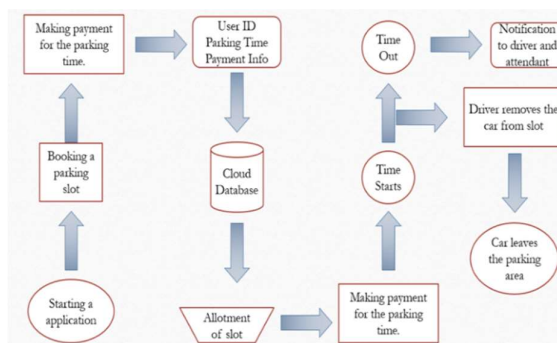 Starting a
application
Booking a
parking
slot
Making payment
for the parking
time.
User ID
Parking Time
Payment Info
Cloud
Database
Allotment
of slot
Making payment
for the parking
time.
Time
Starts
Time
Out
Notification
to driver and
attendant
Driver removes the
car from slot
Car leaves
the parking
area